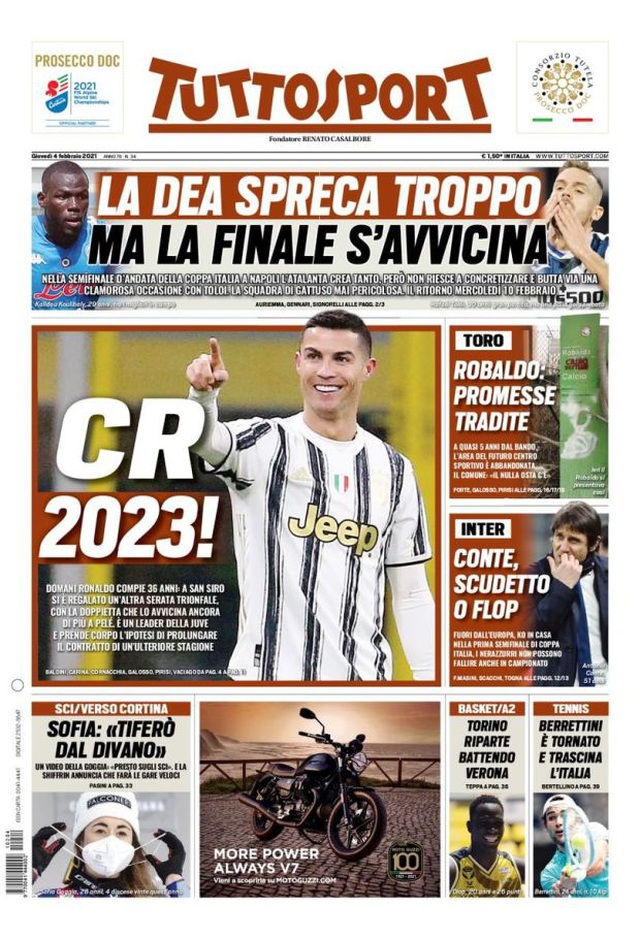 PROSECCO DOC
2021
FIS Alpine
World Ski
Championships
Cortina
OFFICIAL PARTNER
TUTTOSPORT
CONSORZIO TUTELA
PROSECCO DOC
Fondatore RENATO CASALBORE
Giovedì 4 febbraio 2021 ANNO 76 - N. 34
€ 1,50* IN ITALIA WWW.TUTTOSPORT.COM
LA DEA SPRECA TROPPO
MA LA FINALE S'AVVICINA
NELLA SEMIFINALE D'ANDATA DELLA COPPA ITALIA A NAPOLI L'ATALANTA CREA TANTO, PERÒ NON RIESCE A CONCRETIZZARE E BUTTA VIA UNA
CLAMOROSA OCCASIONE CON TOLOI. LA SQUADRA DI GATTUSO MAI PERICOLOSA. IL RITORNO MERCOLEDÌ 10 FEBBRAIO
AURIEMMA, GENNARI, SIGNORELLI ALLE PAGG. 2/3
Kalidou Koulibaly, 29 anni
CR
2023!
Jeep
DOMANI RONALDO COMPIE 36 ANNI: A SAN SIRO
SI È REGALATO UN'ALTRA SERATA TRIONFALE,
CON LA DOPPIETTA CHE LO AVVICINA ANCORA
DI PIÙ A PELÉ. È UN LEADER DELLA JUVE
E PRENDE CORPO L'IPOTESI DI PROLUNGARE
IL CONTRATTO DI UN'ULTERIORE STAGIONE
BALDINI, CARINA, CORNACCHIA, GALOSSO, PIRISI, VACIAGO DA PAG. 4 A PAG. 11
TORO
ROBALDO:
PROMESSE
TRADITE
A QUASI 5 ANNI DAL BANDO,
L'AREA DEL FUTURO CENTRO
SPORTIVO È ABBANDONATA.
IL COMUNE: «IL NULLA OSTA C'È»
FORTE, GALOSSO, PIRISI ALLE PAGG. 16/17/18
Robaldo
Calcio
Ieri il
Robaldo si
presentava
così
INTER
CONTE,
SCUDETTO
O FLOP
FUORI DALL'EUROPA, KO IN CASA
NELLA PRIMA SEMIFINALE DI COPPA
ITALIA, I NERAZZURRI NON POSSONO
FALLIRE ANCHE IN CAMPIONATO
P.MASINI, SCACCHI, TOGNA ALLE PAGG. 12/13
Antonio
Conte,
51 anni
SCI/VERSO CORTINA
SOFIA: «TIFERÒ
DAL DIVANO»
UN VIDEO DELLA GOGGIA: «PRESTO SUGLI SCI». E LA
SHIFFRIN ANNUNCIA CHE FARÀ LE GARE VELOCI
PASINI A PAG. 33
FALCONERI
Sofia Goggia, 28 anni, 4 discese vinte quest'anno
MORE POWER
ALWAYS V7
Vieni a scoprirla su MOTOGUZZI.COM
MOTO GUZZI
100
1921-2021
BASKET/A2
TORINO
RIPARTE
BATTENDO
VERONA
TEPPA A PAG. 36
Diop, 20 anni e 26 punti
TENNIS
BERRETTINI
È TORNATO
E TRASCINA
L'ITALIA
BERTELLINO A PAG. 39
Berrettini, 24 anni, n. 10 Atp